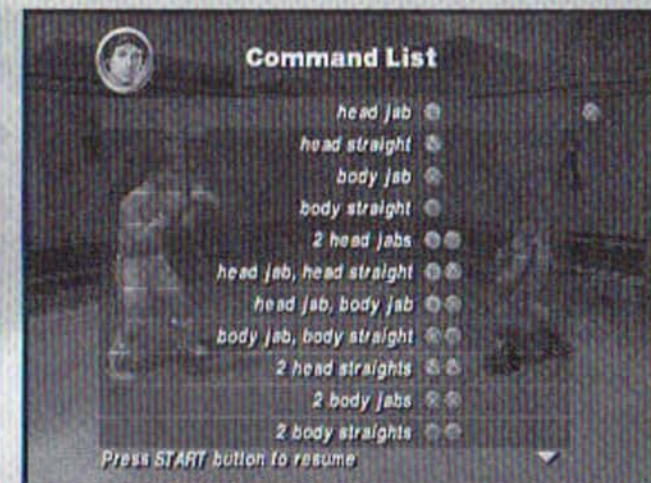 Command List
head jab
head straight
body jab
body straight
2 head jabs
head jab, head straight
head jab, body jab
body jab, body straight
2 head straights
2 body jabs
2 body straights
Press START button to resume